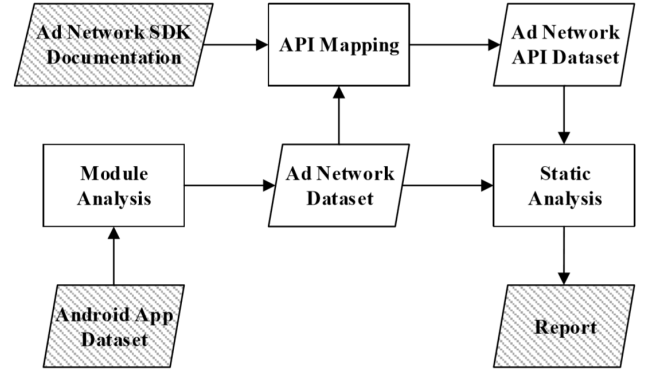 Ad Network SDK
Documentation
API Mapping
Ad Network
API Dataset
Module
Analysis
Ad Network
Dataset
Static
Analysis
Android App
Dataset
Report